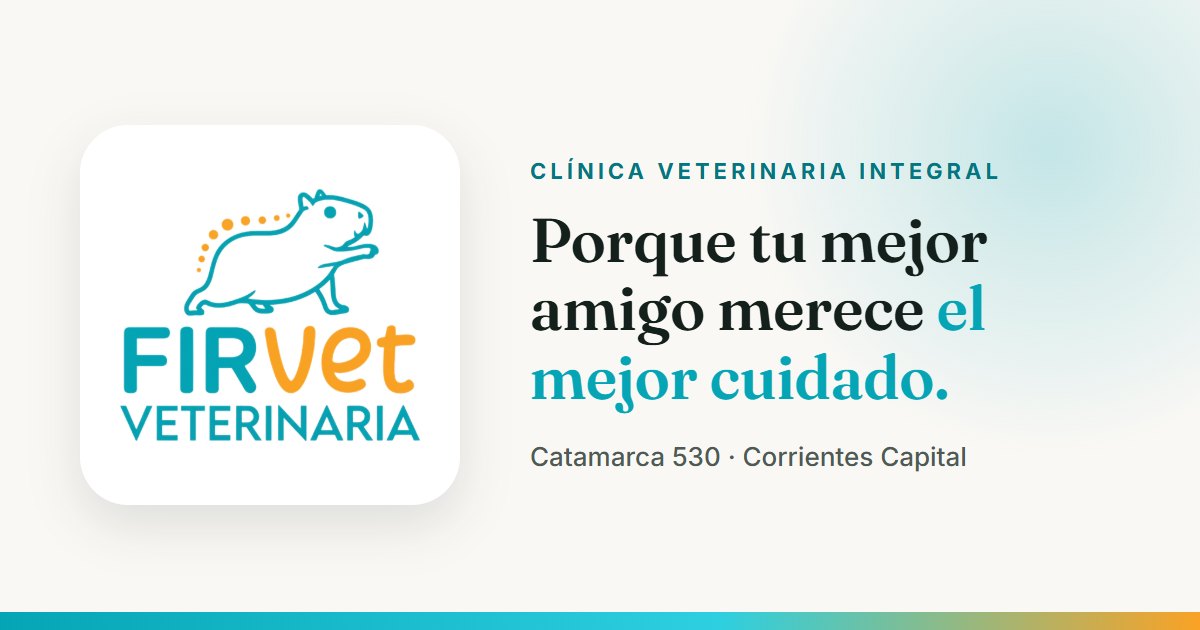 FIRVet
VETERINARIA
CLÍNICA VETERINARIA INTEGRAL
Porque tu mejor
amigo merece el
mejor cuidado.
Catamarca 530 · Corrientes Capital